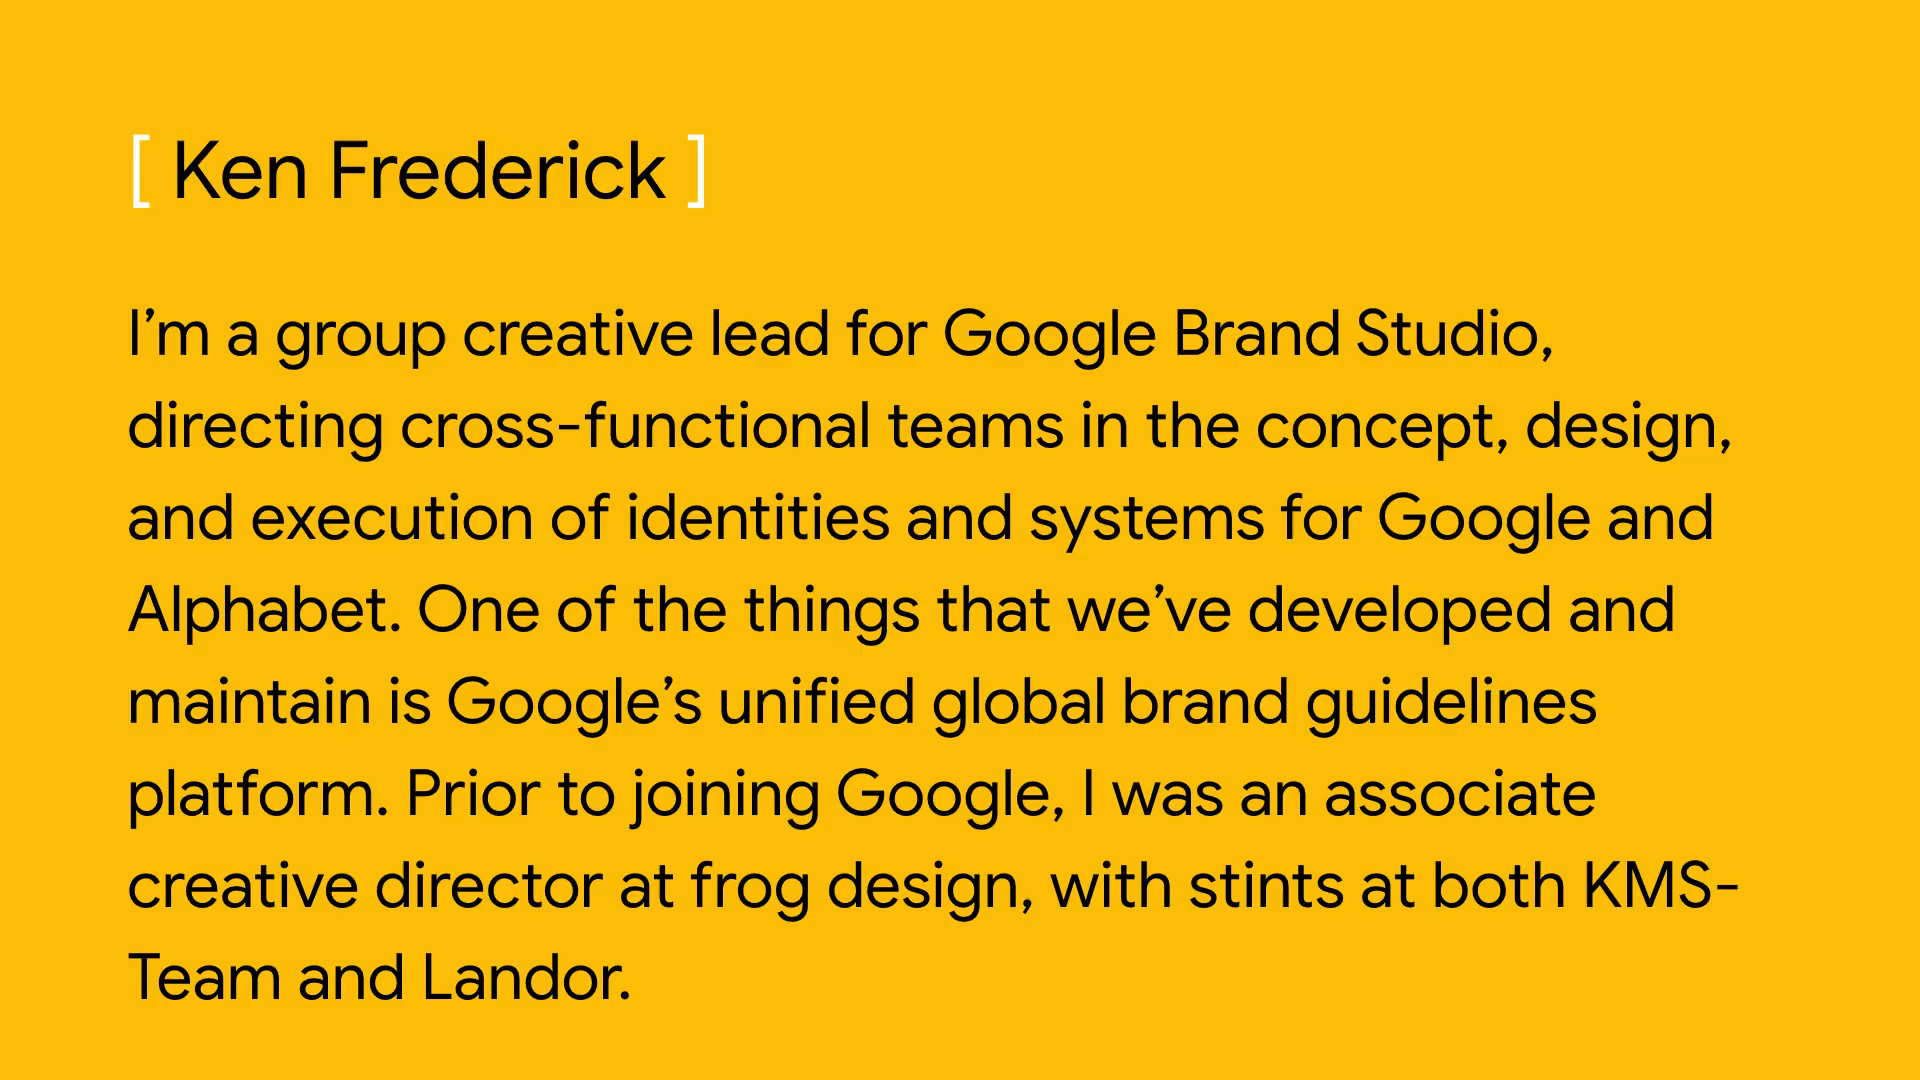 [ Ken Frederick ]
I’m a group creative lead for Google Brand Studio,
directing cross-functional teams in the concept, design,
and execution of identities and systems for Google and
Alphabet. One of the things that we’ve developed and
maintain is Google’s unified global brand guidelines
platform. Prior to joining Google, I was an associate
creative director at frog design, with stints at both KMS-
Team and Landor.